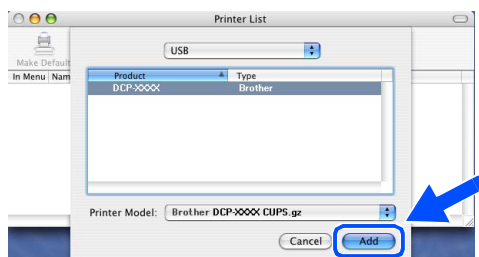 Printer List
USB
Make Default
In Menu Nam
Product Type
DCP-XXXX Brother
Printer Model: Brother DCP-XXXX CUPS.gz
Cancel Add